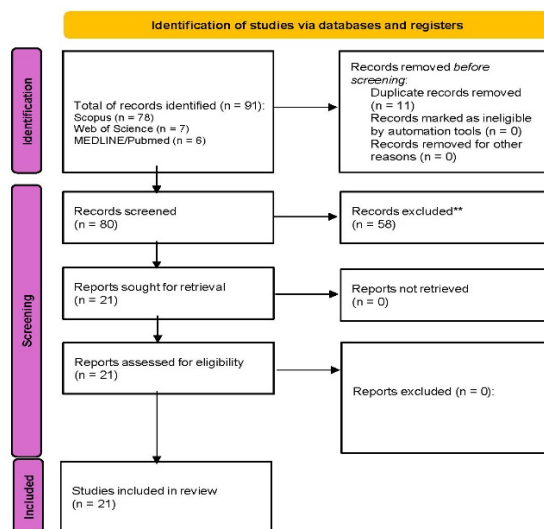 Identification of studies via databases and registers
Identification
Total of records identified (n = 91):
Scopus (n = 78)
Web of Science (n = 7)
MEDLINE/Pubmed (n = 6)
Records removed before
screening:
Duplicate records removed
(n = 11)
Records marked as ineligible
by automation tools (n = 0)
Records removed for other
reasons (n = 0)
Screening
Records screened
(n = 80)
Records excluded**
(n = 58)
Reports sought for retrieval
(n = 21)
Reports not retrieved
(n = 0)
Reports assessed for eligibility
(n = 21)
Reports excluded (n = 0):
Included
Studies included in review
(n = 21)